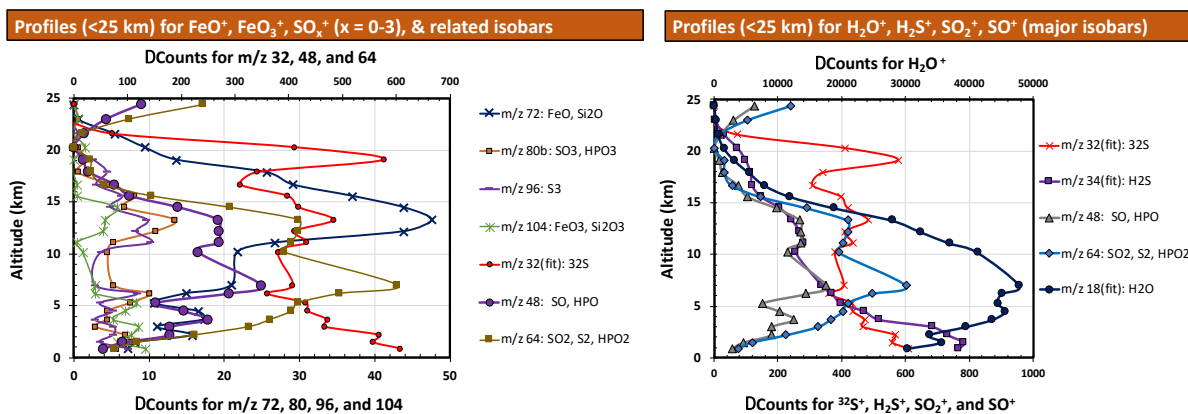 Profiles (<25 km) for FeO⁺, FeO₃⁺, SOₓ⁺ (x = 0-3), & related isobars
DCounts for m/z 32, 48, and 64
0 100 200 300 400 500 600 700
25
20
15
10
5
0
Altitude (km)
0 10 20 30 40 50
DCounts for m/z 72, 80, 96, and 104
m/z 72: FeO, Si2O
m/z 80b: SO3, HPO3
m/z 96: S3
m/z 104: FeO3, Si2O3
m/z 32(fit): 32S
m/z 48: SO, HPO
m/z 64: SO2, S2, HPO2
Profiles (<25 km) for H₂O⁺, H₂S⁺, SO₂⁺, SO⁺ (major isobars)
DCounts for H₂O⁺
0 10000 20000 30000 40000 50000
25
20
15
10
5
0
Altitude (km)
0 200 400 600 800 1000
DCounts for ³²S⁺, H₂S⁺, SO₂⁺, and SO⁺
m/z 32(fit): 32S
m/z 34(fit): H2S
m/z 48: SO, HPO
m/z 64: SO2, S2, HPO2
m/z 18(fit): H2O